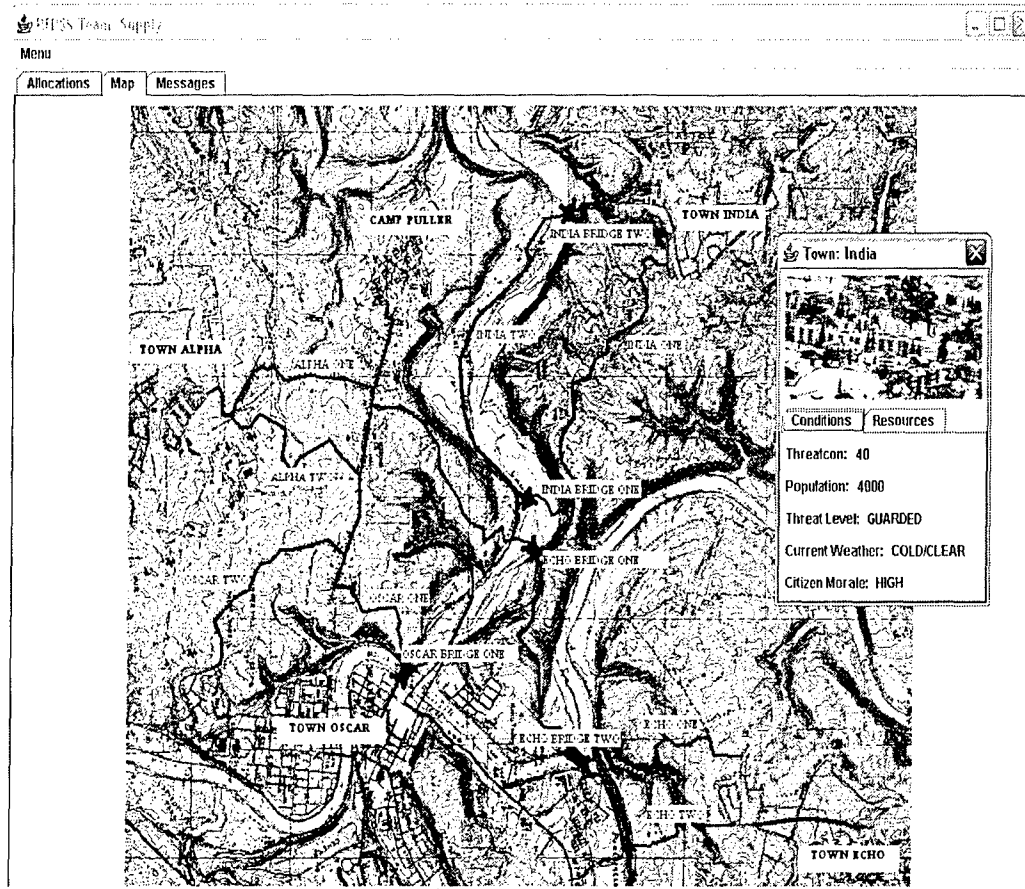 Team Supply
Menu
Allocations Map Messages
CAMP FULLER
TOWN INDIA
INDIA BRIDGE TWO
Town: India
INDIA TWO
INDIA ONE
TOWN ALPHA
ALPHA ONE
Conditions Resources
Threatcon: 40
ALPHA TWO
INDIA BRIDGE ONE
Population: 4000
Threat Level: GUARDED
Current Weather: COLD/CLEAR
ECHO BRIDGE ONE
OSCAR TWO
Citizen Morale: HIGH
OSCAR ONE
OSCAR BRIDGE ONE
TOWN OSCAR
ECHO ONE
ECHO BRIDGE TWO
ECHO TWO
TOWN ECHO